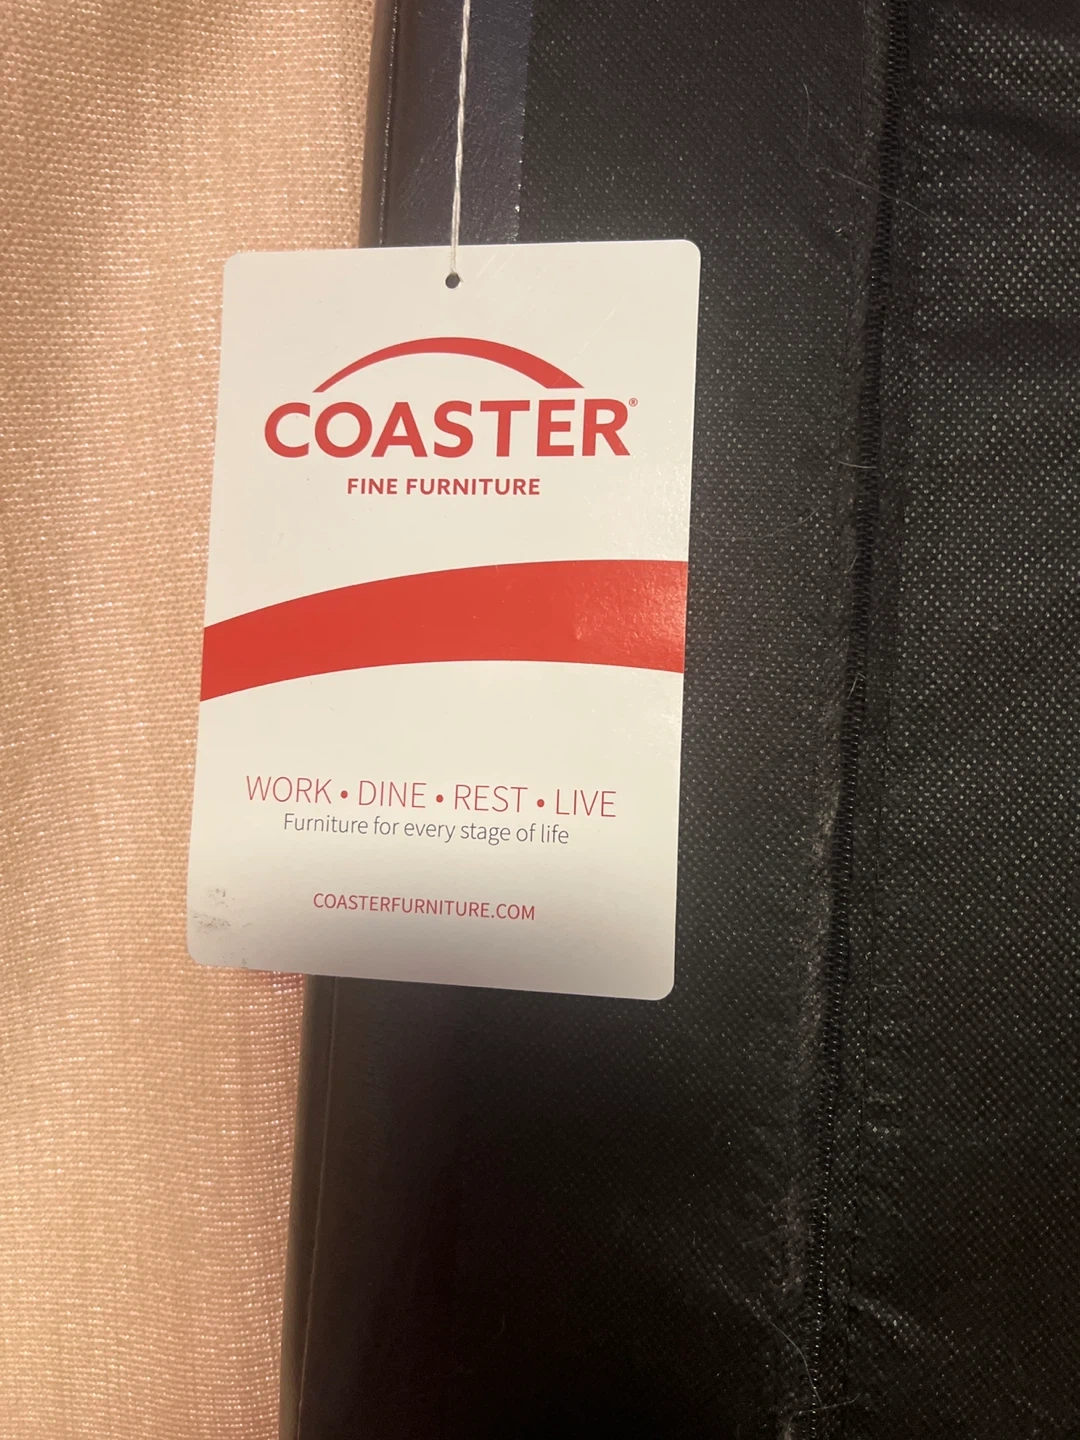 COASTER®
FINE FURNITURE
WORK • DINE • REST • LIVE
Furniture for every stage of life
COASTERFURNITURE.COM